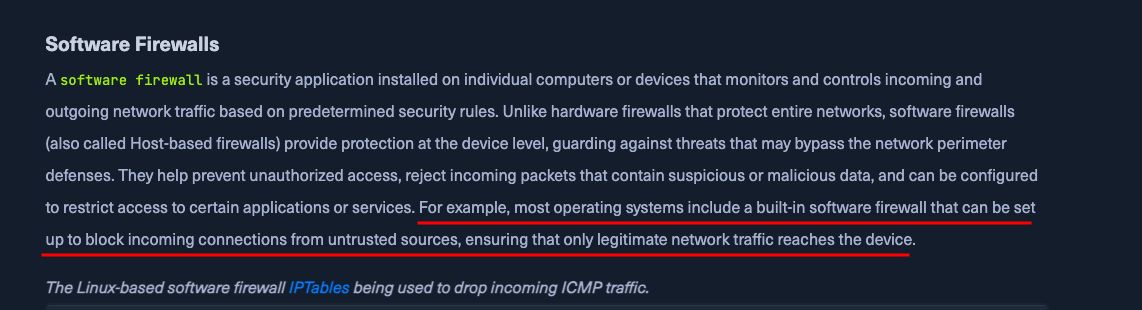 Software Firewalls
A software firewall is a security application installed on individual computers or devices that monitors and controls incoming and
outgoing network traffic based on predetermined security rules. Unlike hardware firewalls that protect entire networks, software firewalls
(also called Host-based firewalls) provide protection at the device level, guarding against threats that may bypass the network perimeter
defenses. They help prevent unauthorized access, reject incoming packets that contain suspicious or malicious data, and can be configured
to restrict access to certain applications or services. For example, most operating systems include a built-in software firewall that can be set
up to block incoming connections from untrusted sources, ensuring that only legitimate network traffic reaches the device.
The Linux-based software firewall IPTables being used to drop incoming ICMP traffic.